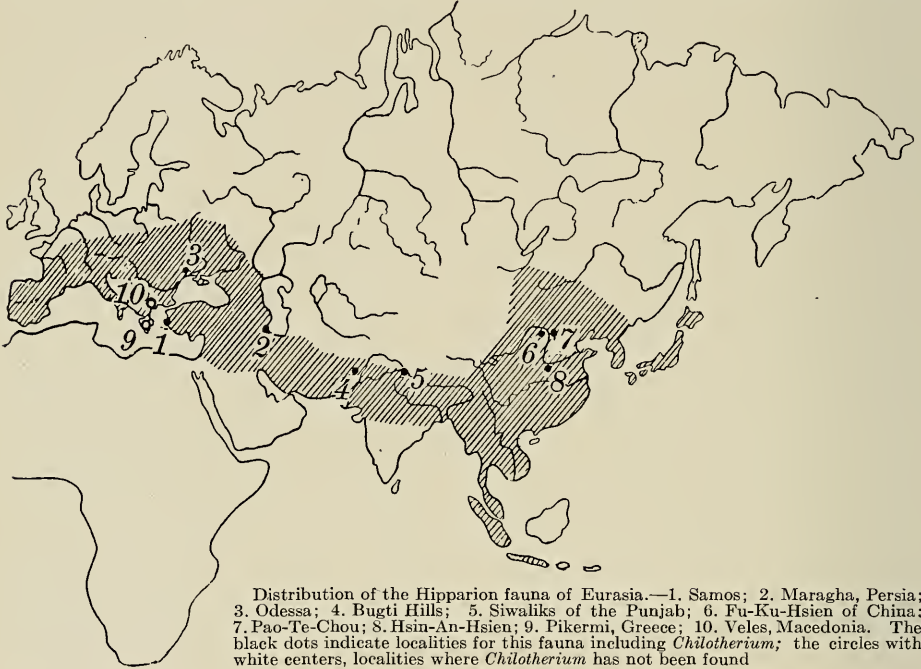 3
10
9
1
2
4
5
6
7
8
Distribution of the Hipparion fauna of Eurasia.—1. Samos; 2. Maragha, Persia;
3. Odessa; 4. Bugti Hills; 5. Siwaliks of the Punjab; 6. Fu-Ku-Hsien of China;
7. Pao-Te-Chou; 8. Hsin-An-Hsien; 9. Pikermi, Greece; 10. Veles, Macedonia. The
black dots indicate localities for this fauna including Chilotherium; the circles with
white centers, localities where Chilotherium has not been found